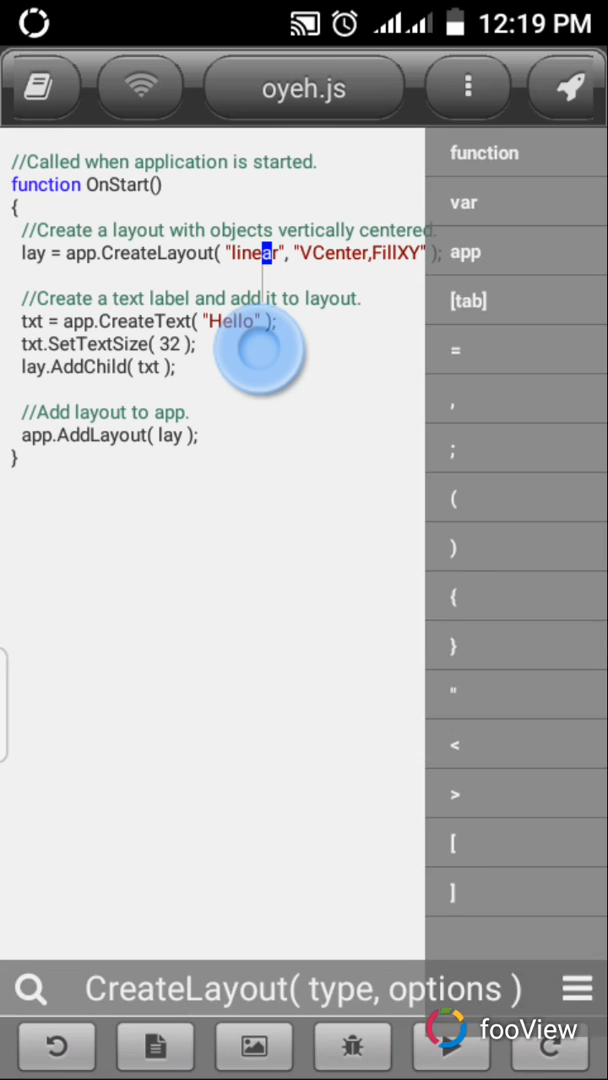 12:19 PM
oyeh.js
//Called when application is started.
function OnStart()
{
//Create a layout with objects vertically centered.
lay = app.CreateLayout( "linear", "VCenter,FillXY" );
//Create a text label and add it to layout.
txt = app.CreateText( "Hello" );
txt.SetTextSize( 32 );
lay.AddChild( txt );
//Add layout to app.
app.AddLayout( lay );
}
function
var
app
[tab]
=
,
;
(
)
{
}
"
<
>
[
]
CreateLayout( type, options )
fooView